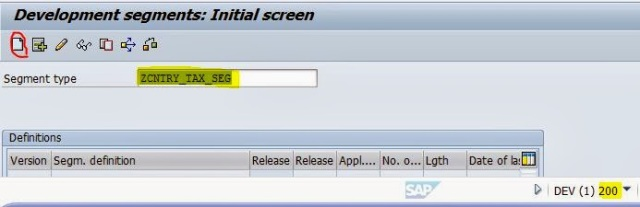 Development segments: Initial screen
Segment type ZCNTRY_TAX_SEG
Definitions
Version Segm. definition Release Release Appl.... No. o... Lgth Date of la
SAP DEV (1) 200